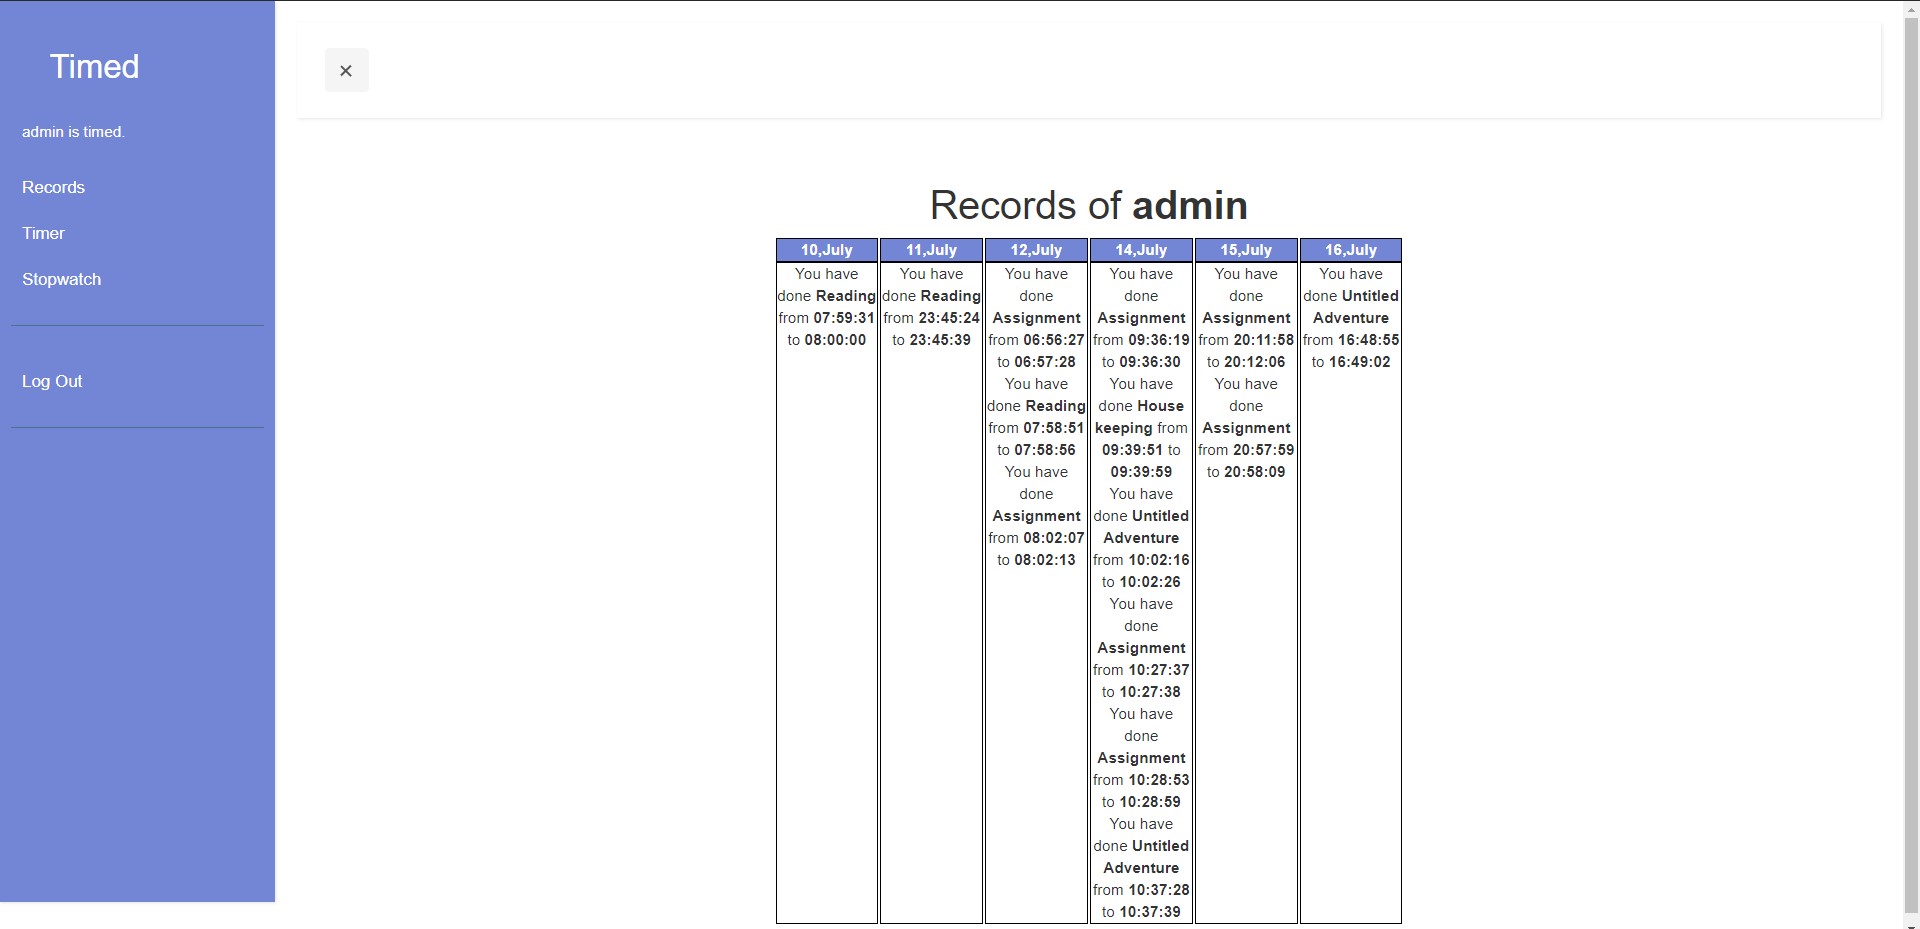 Timed
admin is timed.
Records
Timer
Stopwatch
Log Out
Records of admin
10,July
You have
done Reading
from 07:59:31
to 08:00:00
11,July
You have
done Reading
from 23:45:24
to 23:45:39
12,July
You have
done
Assignment
from 06:56:27
to 06:57:28
You have
done Reading
from 07:58:51
to 07:58:56
You have
done
Assignment
from 08:02:07
to 08:02:13
14,July
You have
done
Assignment
from 09:36:19
to 09:36:30
You have
done House
keeping from
09:39:51 to
09:39:59
You have
done Untitled
Adventure
from 10:02:16
to 10:02:26
You have
done
Assignment
from 10:27:37
to 10:27:38
You have
done
Assignment
from 10:28:53
to 10:28:59
You have
done Untitled
Adventure
from 10:37:28
to 10:37:39
15,July
You have
done
Assignment
from 20:11:58
to 20:12:06
You have
done
Assignment
from 20:57:59
to 20:58:09
16,July
You have
done Untitled
Adventure
from 16:48:55
to 16:49:02